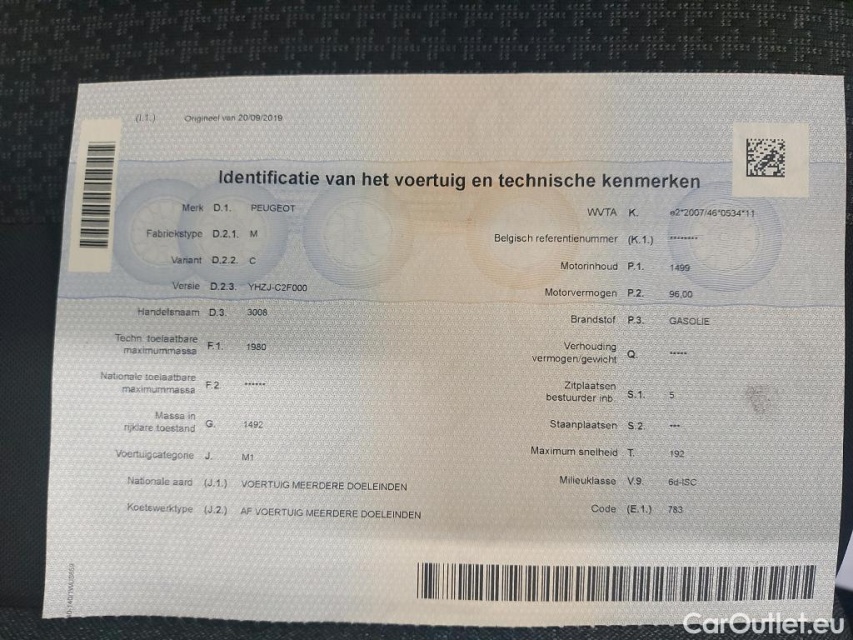 (I.1.) Origineel van 20/09/2019
Identificatie van het voertuig en technische kenmerken
Merk D.1. PEUGEOT
Fabriekstype D.2.1. M
Variant D.2.2. C
Versie D.2.3. YHZJ-C2F000
Handelsnaam D.3. 3008
Techn. toelaatbare
maximummassa F.1. 1980
Nationale toelaatbare
maximummassa F.2 ******
Massa in
rijklare toestand G. 1492
Voertuigcategorie J. M1
Nationale aard (J.1.) VOERTUIG MEERDERE DOELEINDEN
Koetswerktype (J.2.) AF VOERTUIG MEERDERE DOELEINDEN
WVTA K. e2*2007/46*0534*11
Belgisch referentienummer (K.1.) ********
Motorinhoud P.1. 1499
Motorvermogen P.2. 96,00
Brandstof P.3. GASOLIE
Verhouding
vermogen/gewicht Q. *****
Zitplaatsen
bestuurder inb. S.1. 5
Staanplaatsen S.2. ***
Maximum snelheid T. 192
Milieuklasse V.9. 6d-ISC
Code (E.1.) 783
CarOutlet.eu